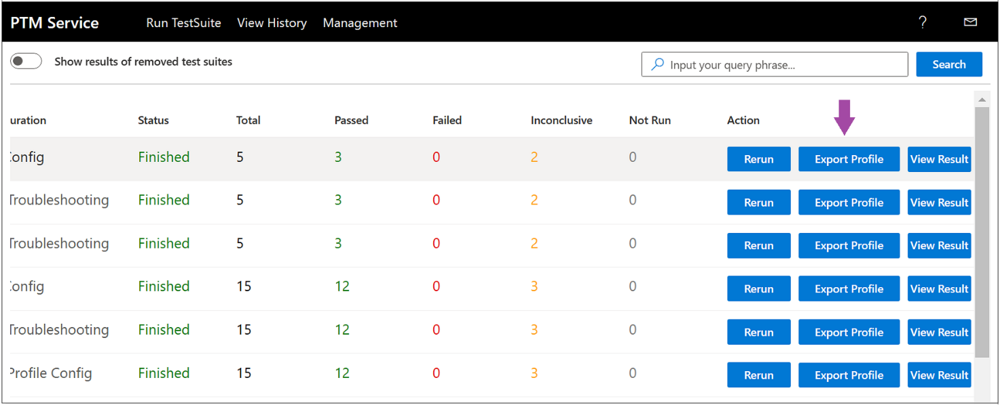 PTM Service Run TestSuite View History Management ?
Show results of removed test suites Input your query phrase... Search
uration Status Total Passed Failed Inconclusive Not Run Action
Config Finished 5 3 0 2 0 Rerun Export Profile View Result
Troubleshooting Finished 5 3 0 2 0 Rerun Export Profile View Result
Troubleshooting Finished 5 3 0 2 0 Rerun Export Profile View Result
Config Finished 15 12 0 3 0 Rerun Export Profile View Result
Troubleshooting Finished 15 12 0 3 0 Rerun Export Profile View Result
Profile Config Finished 15 12 0 3 0 Rerun Export Profile View Result